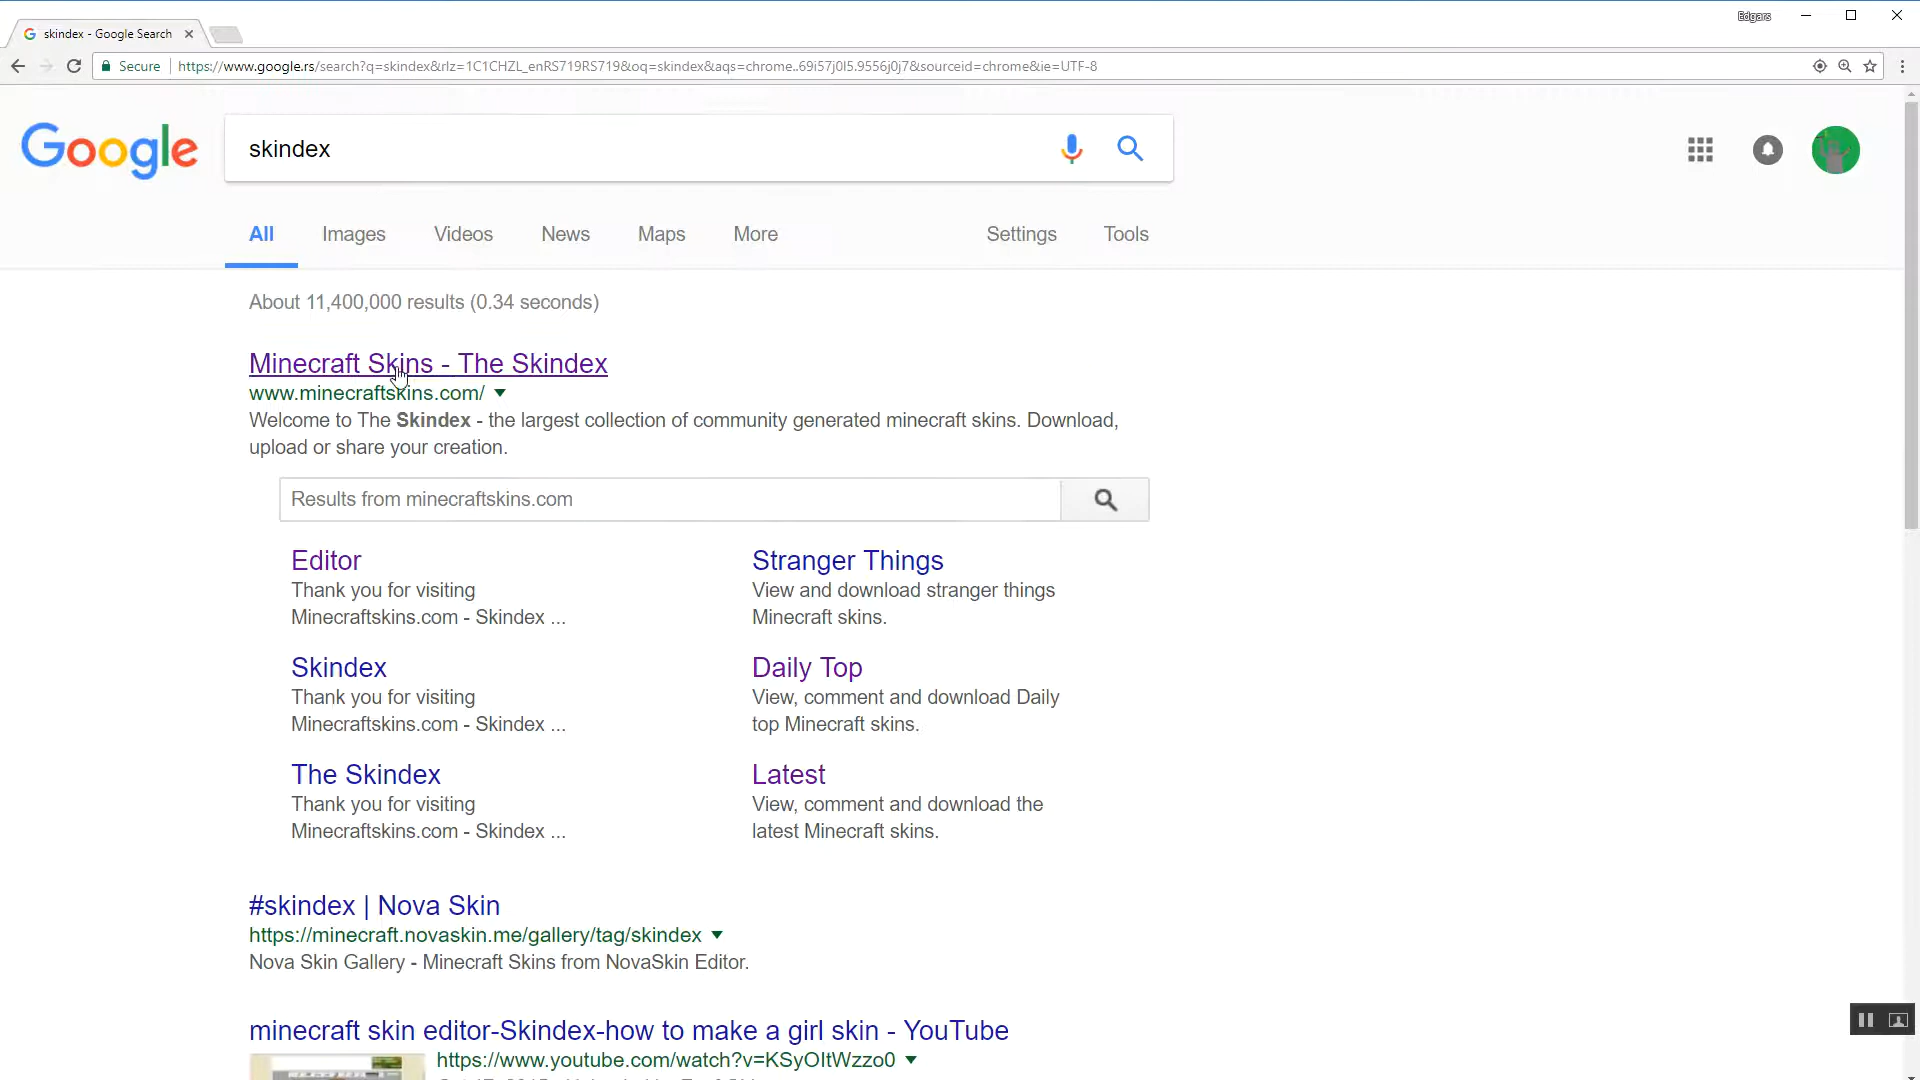 Edgars
skindex - Google Search
Secure https://www.google.rs/search?q=skindex&rlz=1C1CHZL_enRS719RS719&oq=skindex&aqs=chrome..69i57j0l5.9556j0j7&sourceid=chrome&ie=UTF-8
Google
skindex
All Images Videos News Maps More Settings Tools
About 11,400,000 results (0.34 seconds)
Minecraft Skins - The Skindex
www.minecraftskins.com/
Welcome to The Skindex - the largest collection of community generated minecraft skins. Download,
upload or share your creation.
Results from minecraftskins.com
Editor
Thank you for visiting
Minecraftskins.com - Skindex ...
Stranger Things
View and download stranger things
Minecraft skins.
Skindex
Thank you for visiting
Minecraftskins.com - Skindex ...
Daily Top
View, comment and download Daily
top Minecraft skins.
The Skindex
Thank you for visiting
Minecraftskins.com - Skindex ...
Latest
View, comment and download the
latest Minecraft skins.
#skindex | Nova Skin
https://minecraft.novaskin.me/gallery/tag/skindex
Nova Skin Gallery - Minecraft Skins from NovaSkin Editor.
minecraft skin editor-Skindex-how to make a girl skin - YouTube
https://www.youtube.com/watch?v=KSyOItWzzo0